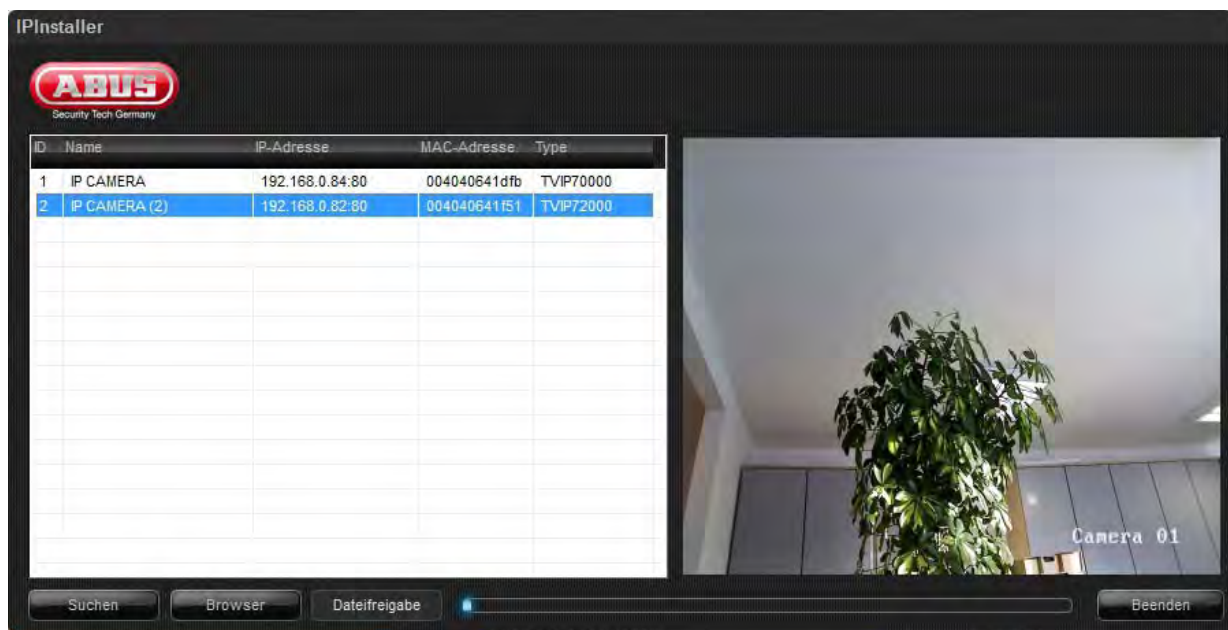 IPInstaller
ABUS
Security Tech Germany
ID Name IP-Adresse MAC-Adresse Type
1 IP CAMERA 192.168.0.84:80 004040641dfb TVIP70000
2 IP CAMERA (2) 192.168.0.82:80 004040641f51 TVIP72000
Camera 01
Suchen Browser Dateifreigabe Beenden